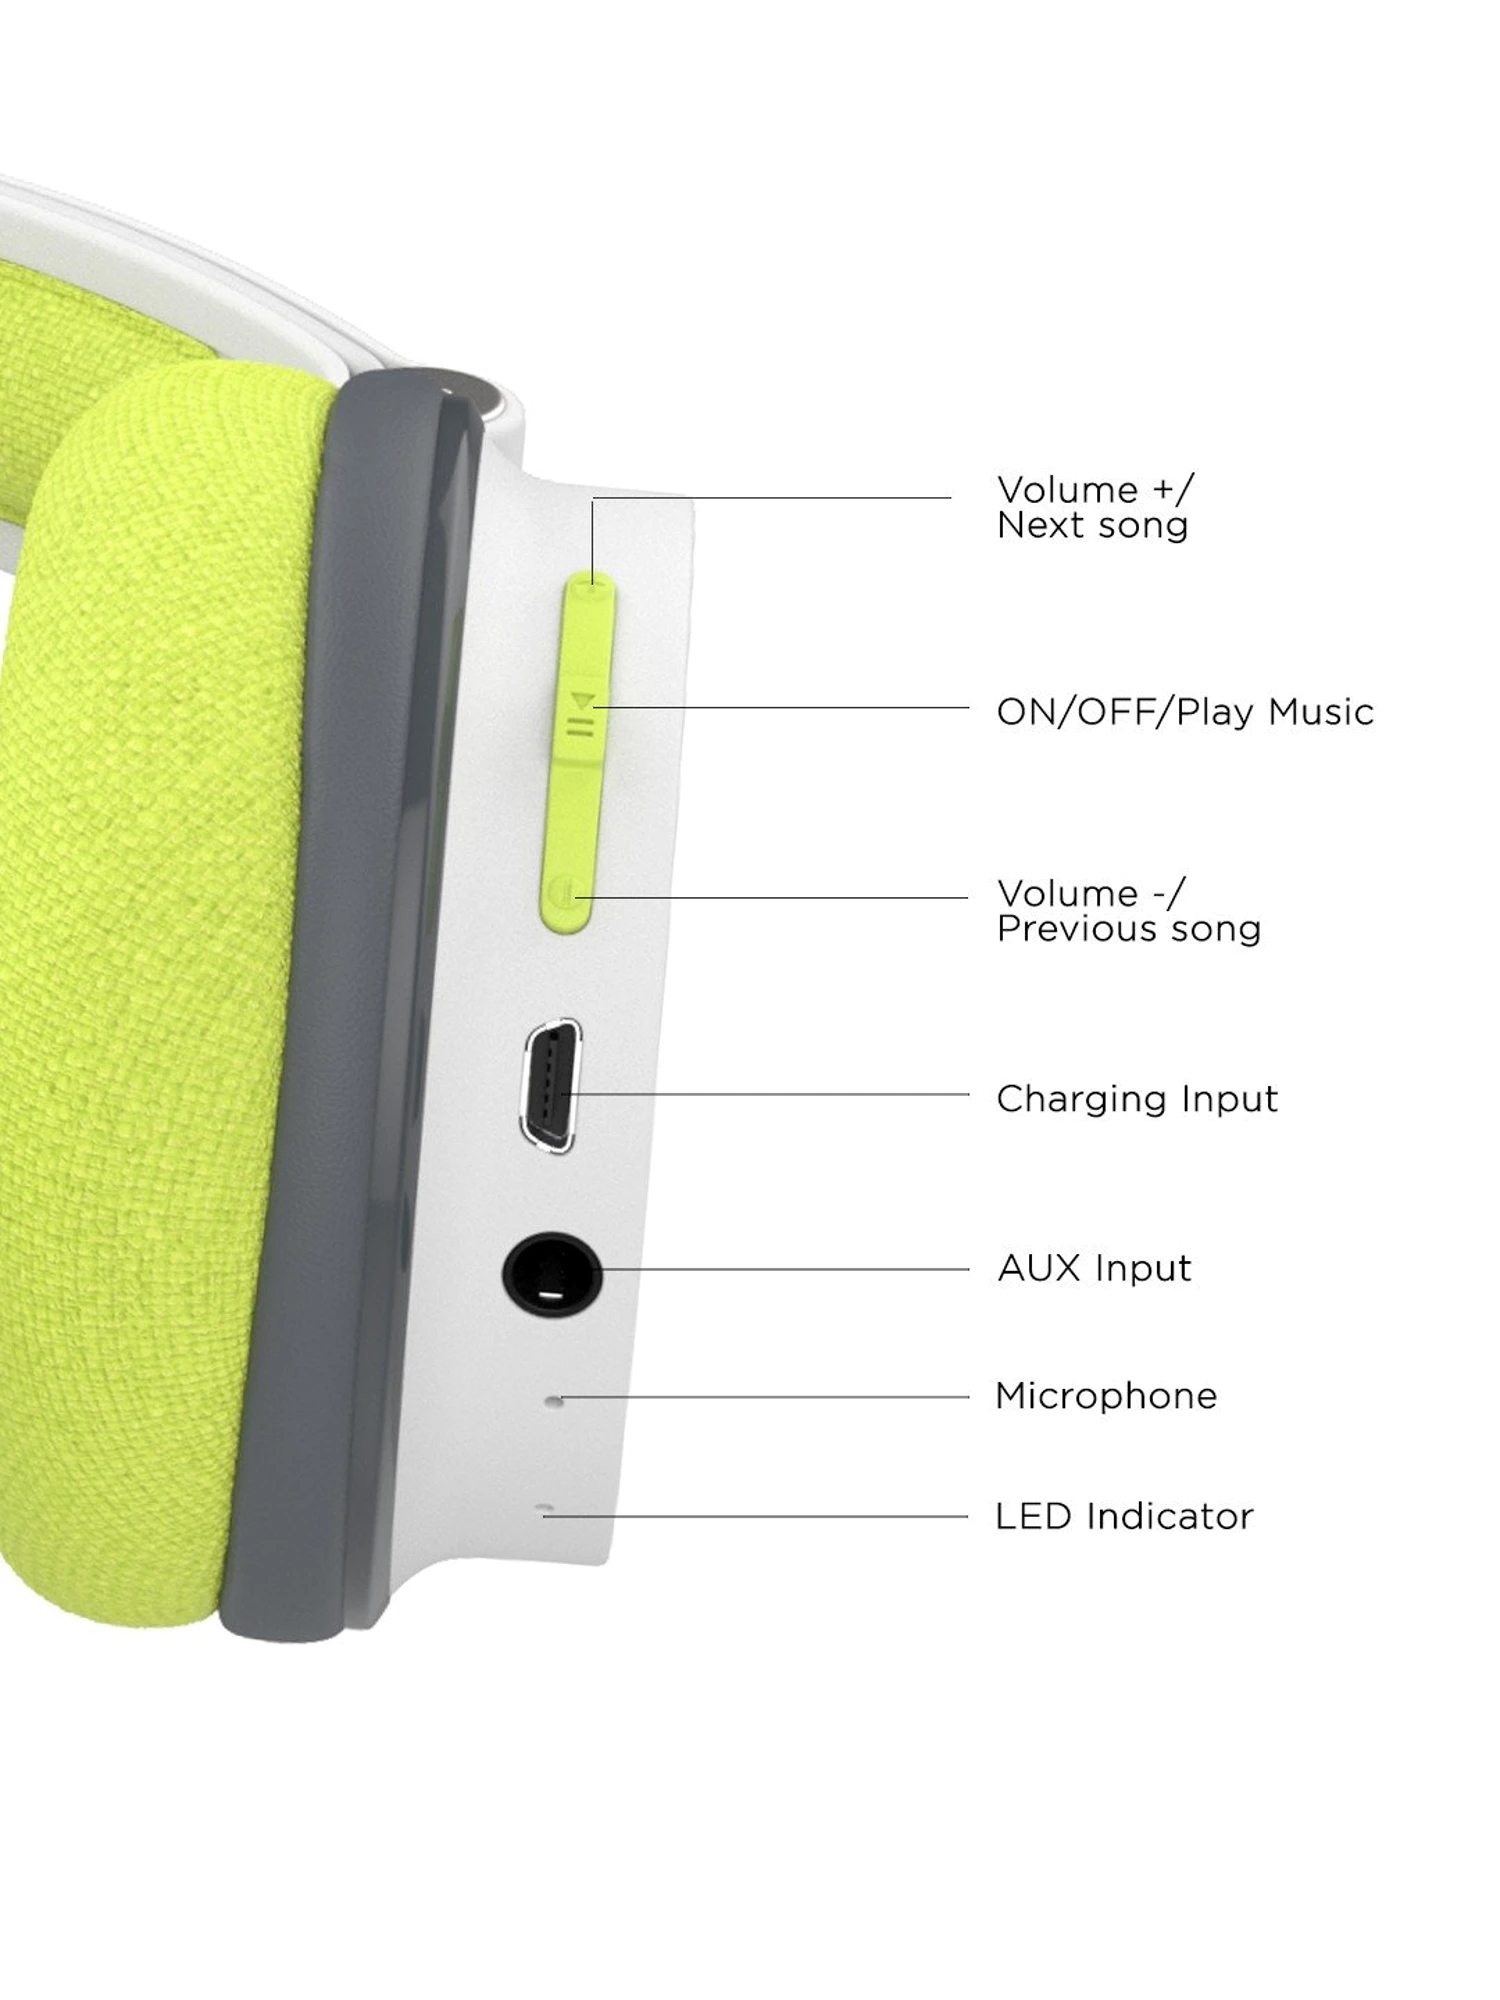 Volume +/
Next song
ON/OFF/Play Music
Volume -/
Previous song
Charging Input
AUX Input
Microphone
LED Indicator